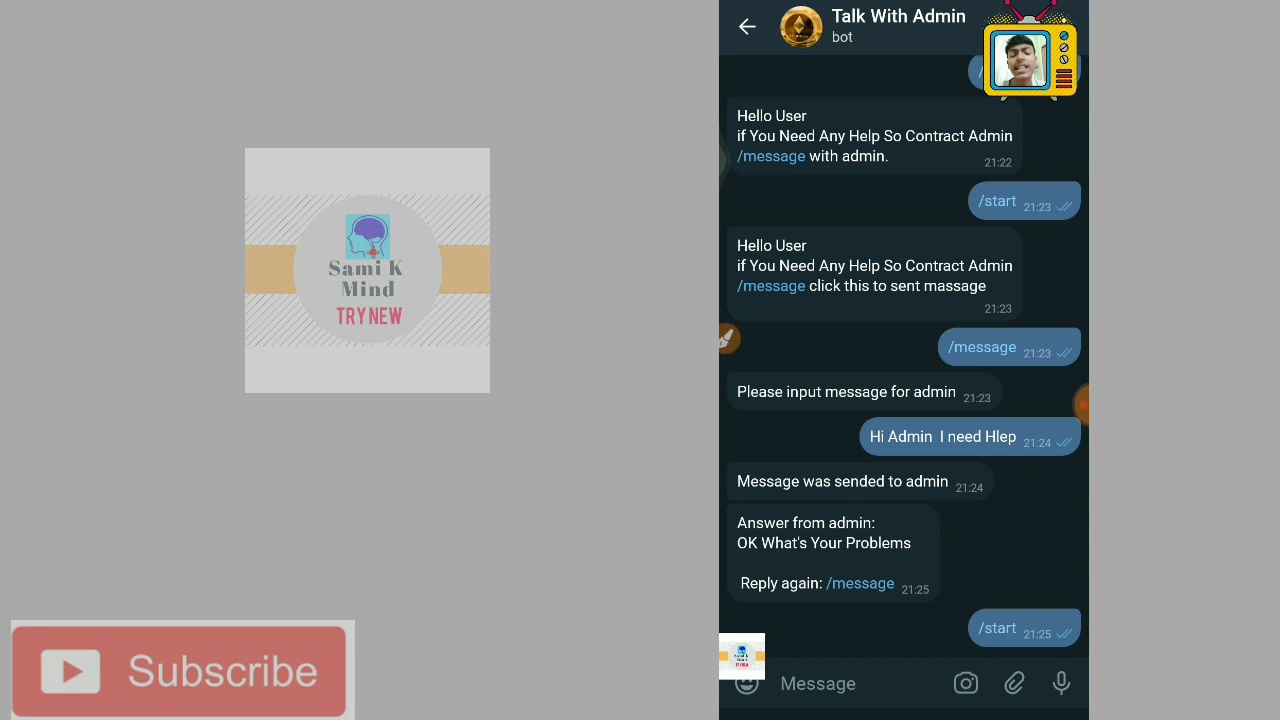 Talk With Admin
bot
Hello User
if You Need Any Help So Contract Admin
/message with admin.
21:22
/start 21:23
Hello User
if You Need Any Help So Contract Admin
/message click this to sent massage
21:23
/message 21:23
Please input message for admin 21:23
Hi Admin I need Hlep 21:24
Message was sended to admin 21:24
Answer from admin:
OK What's Your Problems
Reply again: /message 21:25
/start 21:25
Message
Sami K
Mind
TRY NEW
Subscribe